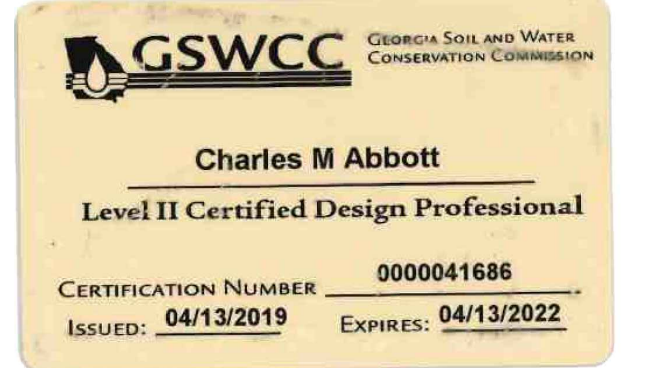 GSWCC
GEORGIA SOIL AND WATER
CONSERVATION COMMISSION
Charles M Abbott
Level II Certified Design Professional
CERTIFICATION NUMBER 0000041686
ISSUED: 04/13/2019 EXPIRES: 04/13/2022